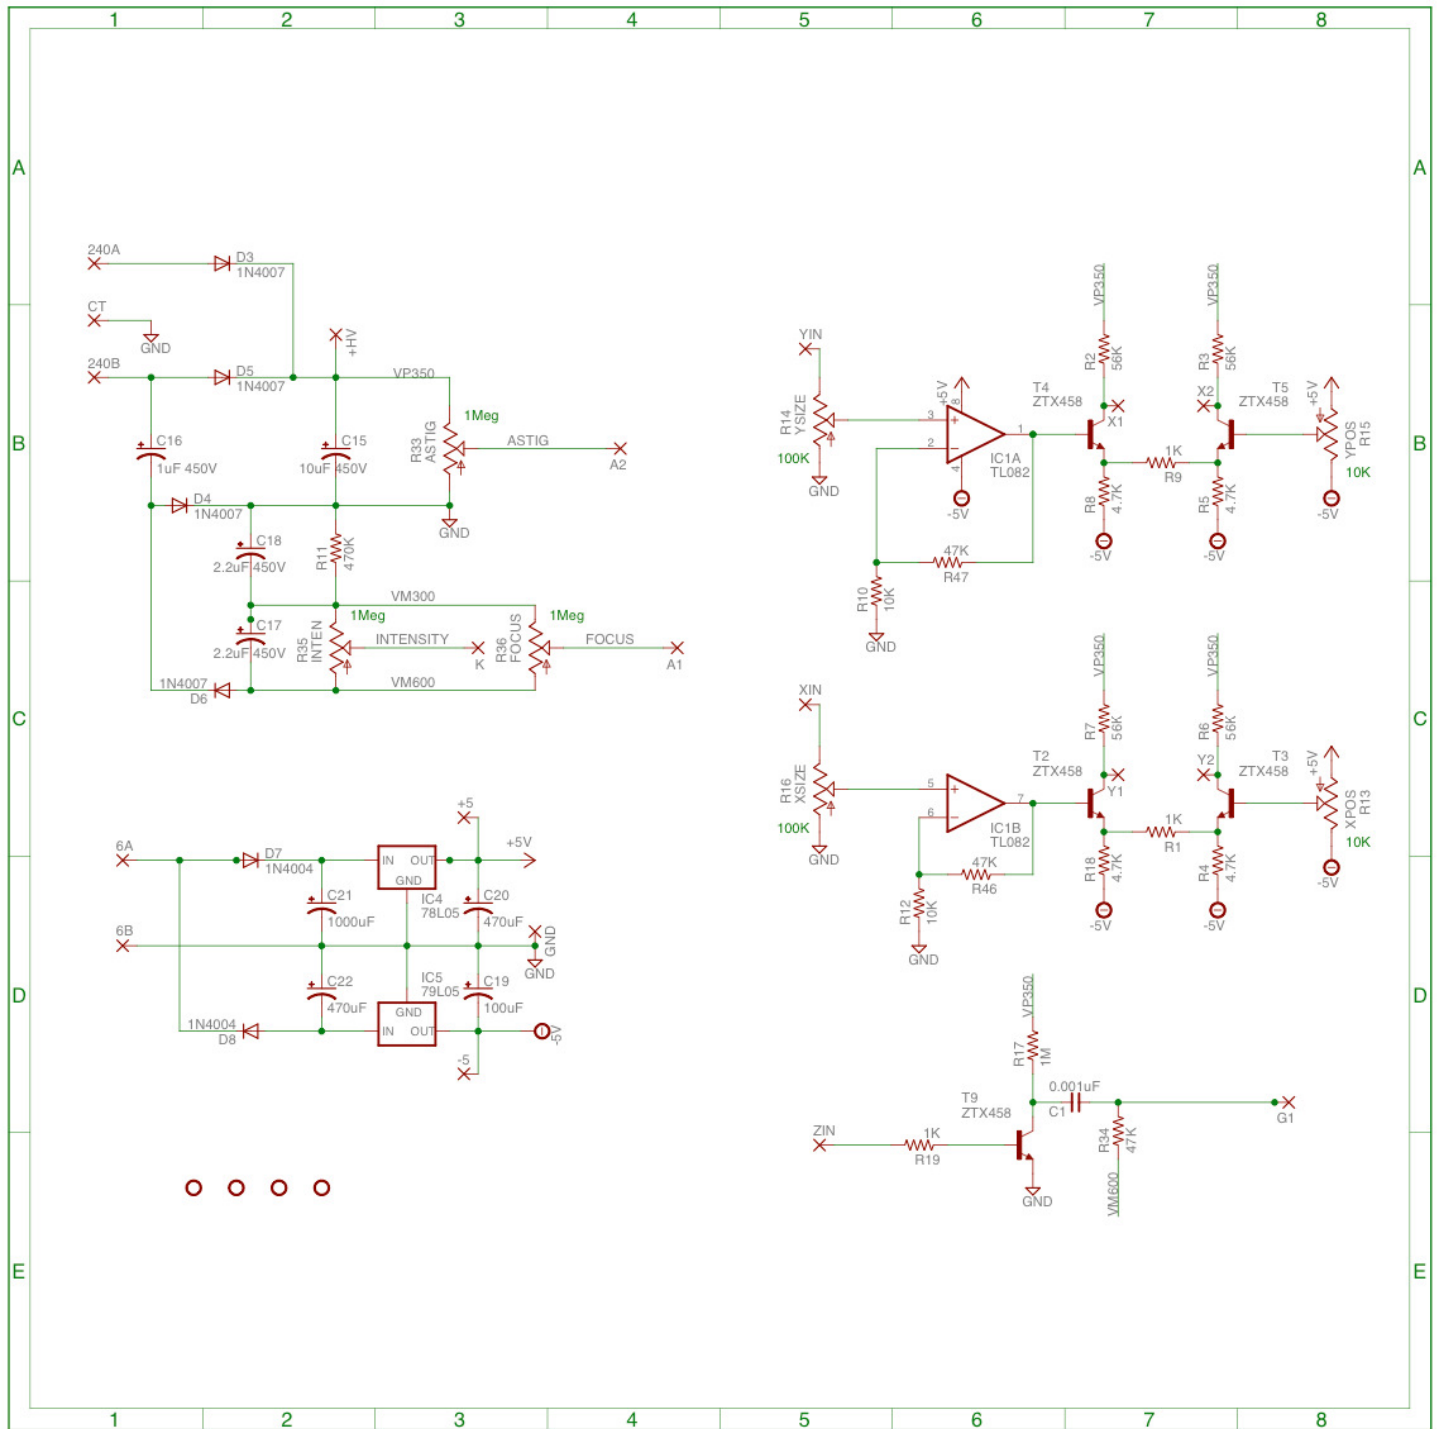 1 2 3 4 5 6 7 8
A A
240A
D3
1N4007
CT
GND
240B
D5
1N4007
+HV
VP350
C16
1uF 450V
C15
10uF 450V
1Meg
R33
ASTIG
ASTIG
A2
B
D4
1N4007
GND
C18
2.2uF 450V
R11
470K
VM300
C17
2.2uF 450V
1Meg
R35
INTEN
INTENSITY
K
1Meg
R36
FOCUS
FOCUS
A1
1N4007
D6
VM600
C
YIN
R14
YSIZE
100K
GND
+5V
8
3
2
1
4
IC1A
TL082
-5V
47K
R47
R10
10K
GND
VP350
R2
56K
T4
ZTX458
X1
R8
4.7K
-5V
1K
R9
VP350
R3
56K
X2
T5
ZTX458
R5
4.7K
-5V
+5V
YPOS
R15
10K
-5V
B
XIN
R16
XSIZE
100K
GND
5
6
7
IC1B
TL082
47K
R46
R12
10K
GND
VP350
R7
56K
T2
ZTX458
Y1
R18
4.7K
-5V
1K
R1
VP350
R6
56K
Y2
T3
ZTX458
R4
4.7K
-5V
+5V
XPOS
R13
10K
-5V
C
6A
D7
1N4004
IN OUT
GND
IC4
78L05
+5
+5V
C21
1000uF
C20
470uF
6B
GND
GND
C22
470uF
IC5
79L05
GND
IN OUT
C19
100uF
1N4004
D8
-5V
-5
D
VP350
R17
1M
T9
ZTX458
0.001uF
C1
G1
R34
47K
VM600
ZIN
1K
R19
GND
D
E E
1 2 3 4 5 6 7 8